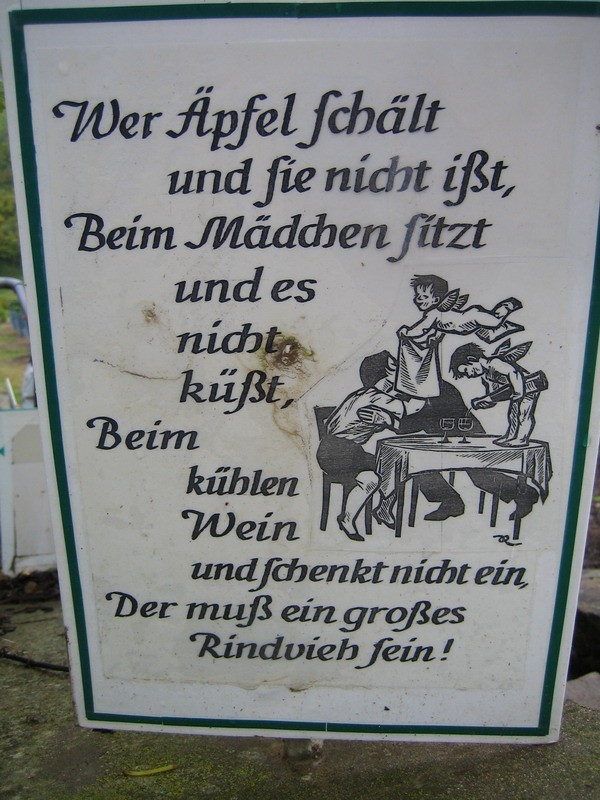 Wer Äpfel ſchält
und ſie nicht ißt,
Beim Mädchen ſitzt
und es
nicht
küßt,
Beim
kühlen
Wein
und ſchenkt nicht ein,
Der muß ein großes
Rindvieh ſein!